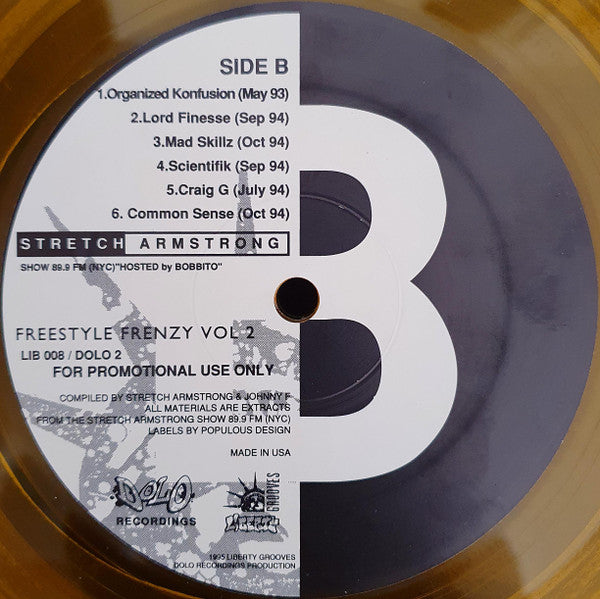 SIDE B
1.Organized Konfusion (May 93)
2.Lord Finesse (Sep 94)
3.Mad Skillz (Oct 94)
4.Scientifik (Sep 94)
5.Craig G (July 94)
6. Common Sense (Oct 94)
STRETCH ARMSTRONG
SHOW 89.9 FM (NYC)"HOSTED by BOBBITO"
FREESTYLE FRENZY VOL 2
LIB 008 / DOLO 2
FOR PROMOTIONAL USE ONLY
COMPILED BY STRETCH ARMSTRONG & JOHNNY F
ALL MATERIALS ARE EXTRACTS
FROM THE STRETCH ARMSTRONG SHOW 89.9 FM (NYC)
LABELS BY POPULOUS DESIGN
MADE IN USA
DOLO
RECORDINGS
LIBERTY
GROOVES
1995 LIBERTY GROOVES
DOLO RECORDINGS PRODUCTION
B